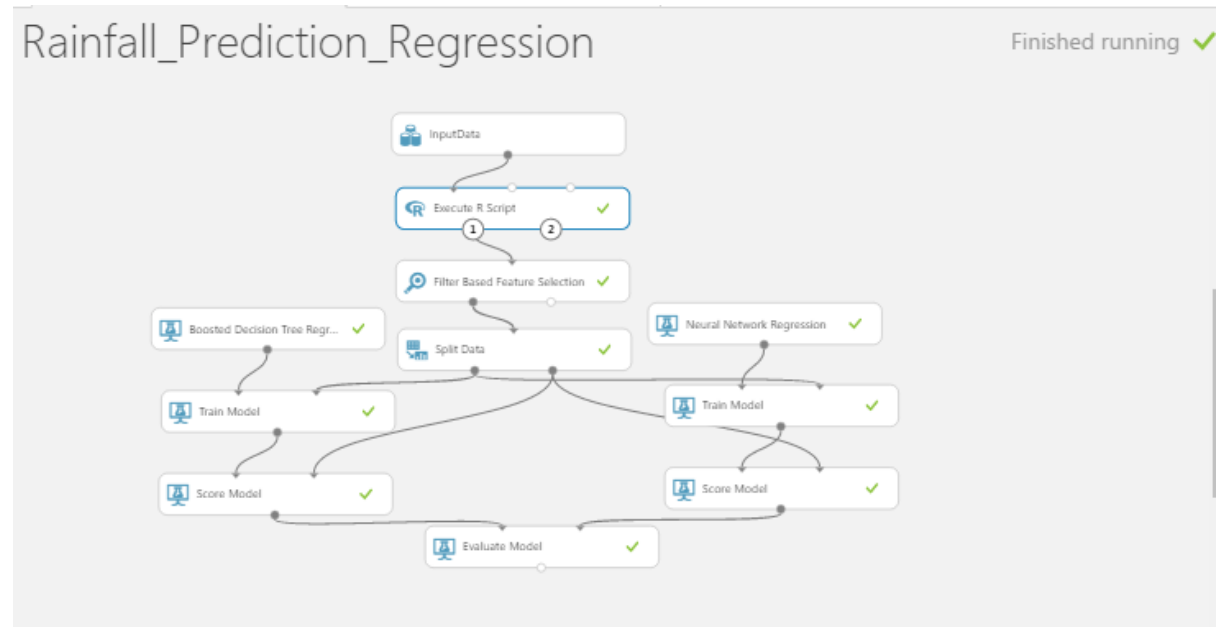 Rainfall_Prediction_Regression
Finished running
InputData
Execute R Script
1
2
Filter Based Feature Selection
Boosted Decision Tree Regr...
Neural Network Regression
Split Data
Train Model
Train Model
Score Model
Score Model
Evaluate Model